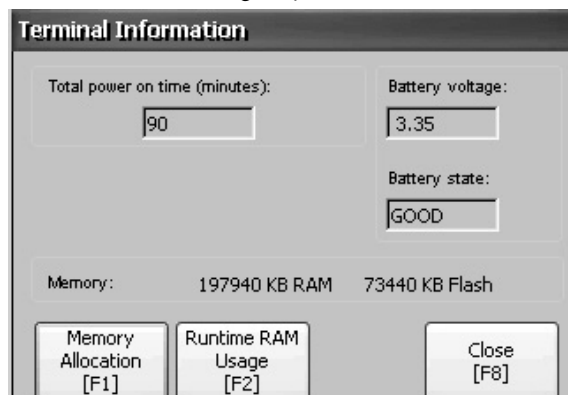 Terminal Information
Total power on time (minutes):
90
Battery voltage:
3.35
Battery state:
GOOD
Memory: 197940 KB RAM 73440 KB Flash
Memory
Allocation
[F1]
Runtime RAM
Usage
[F2]
Close
[F8]